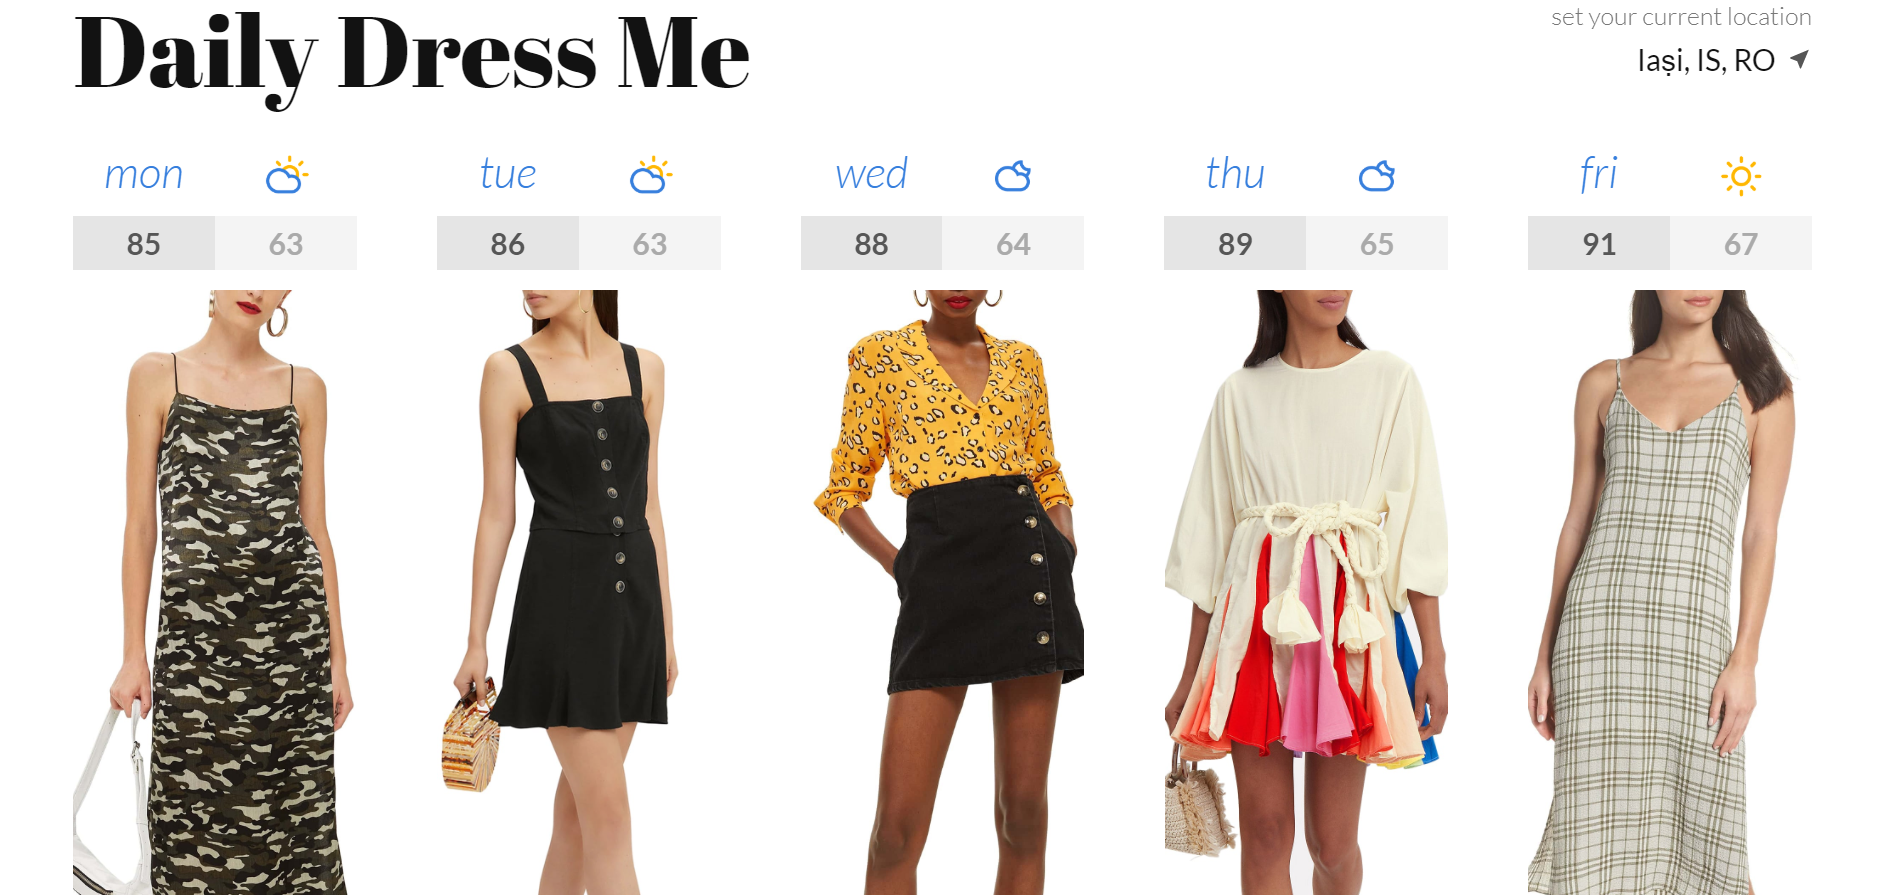 Daily Dress Me
set your current location
Iași, IS, RO
mon
tue
wed
thu
fri
85 63
86 63
88 64
89 65
91 67